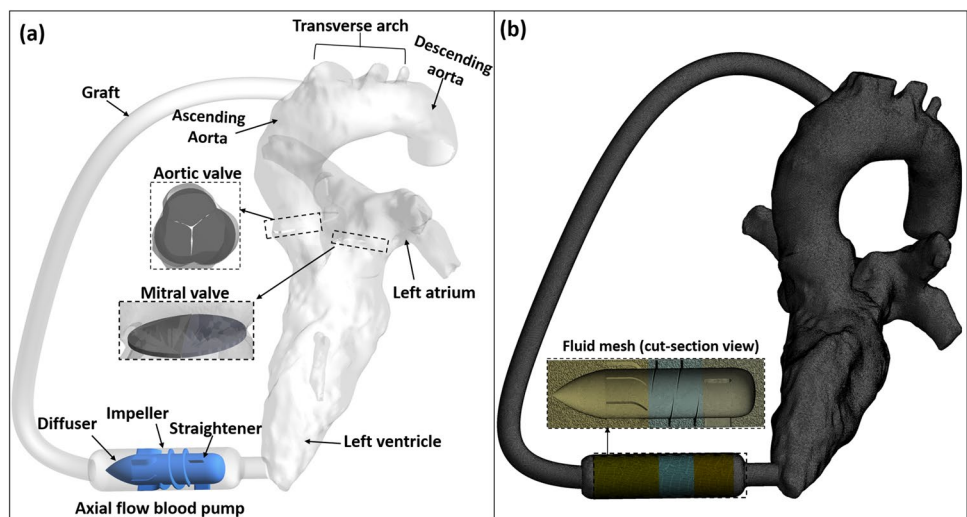 (a)
Transverse arch
Descending
aorta
Graft
Ascending
Aorta
Aortic valve
Mitral valve
Left atrium
Impeller
Diffuser
Straightener
Left ventricle
Axial flow blood pump
(b)
Fluid mesh (cut-section view)